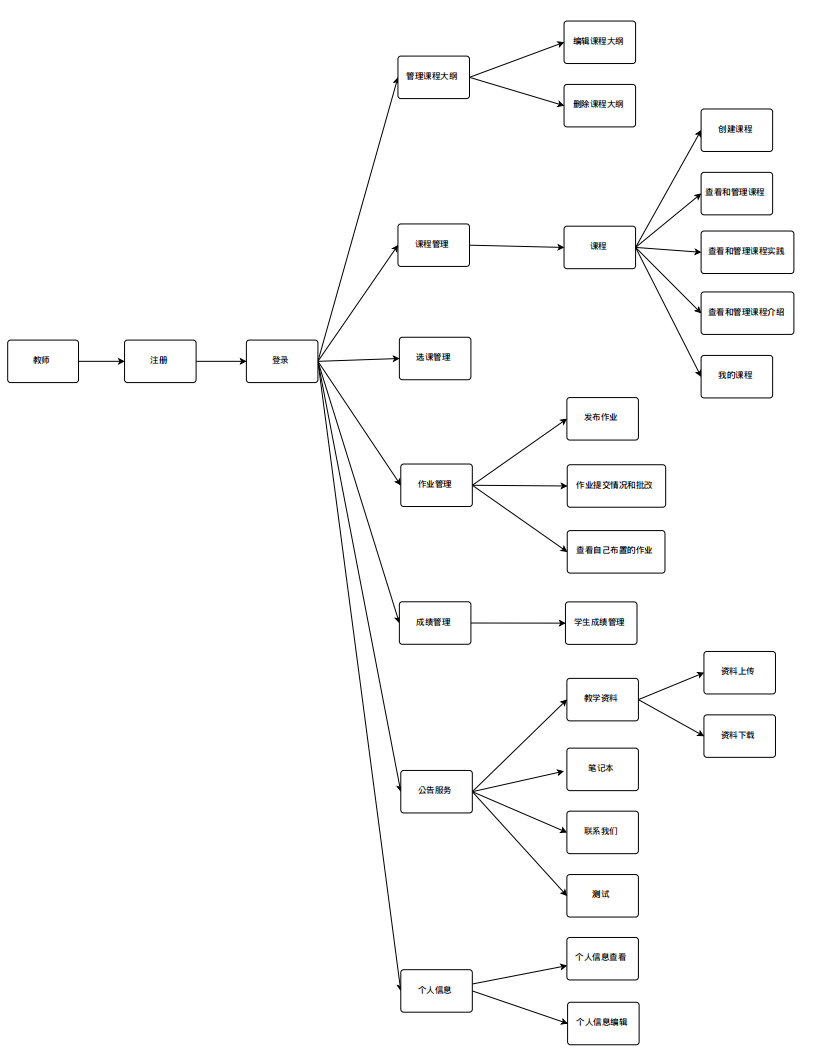 教师
注册
登录
管理课程大纲
编辑课程大纲
删除课程大纲
课程管理
课程
创建课程
查看和管理课程
查看和管理课程实践
查看和管理课程介绍
我的课程
选课管理
作业管理
发布作业
作业提交情况和批改
查看自己布置的作业
成绩管理
学生成绩管理
公告服务
教学资料
资料上传
资料下载
笔记本
联系我们
测试
个人信息
个人信息查看
个人信息编辑